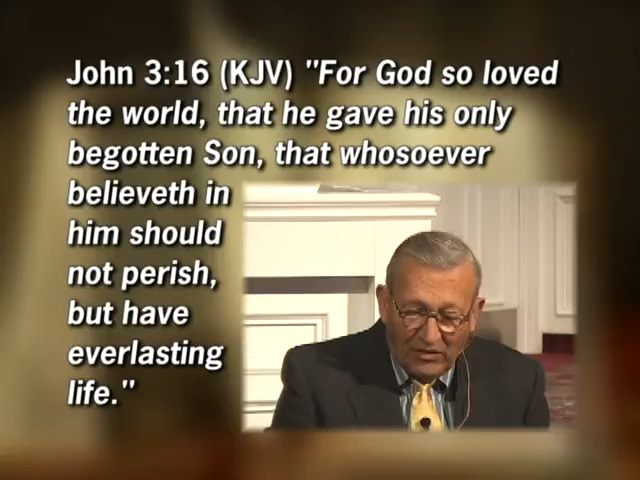 John 3:16 (KJV) "For God so loved
the world, that he gave his only
begotten Son, that whosoever
believeth in
him should
not perish,
but have
everlasting
life."